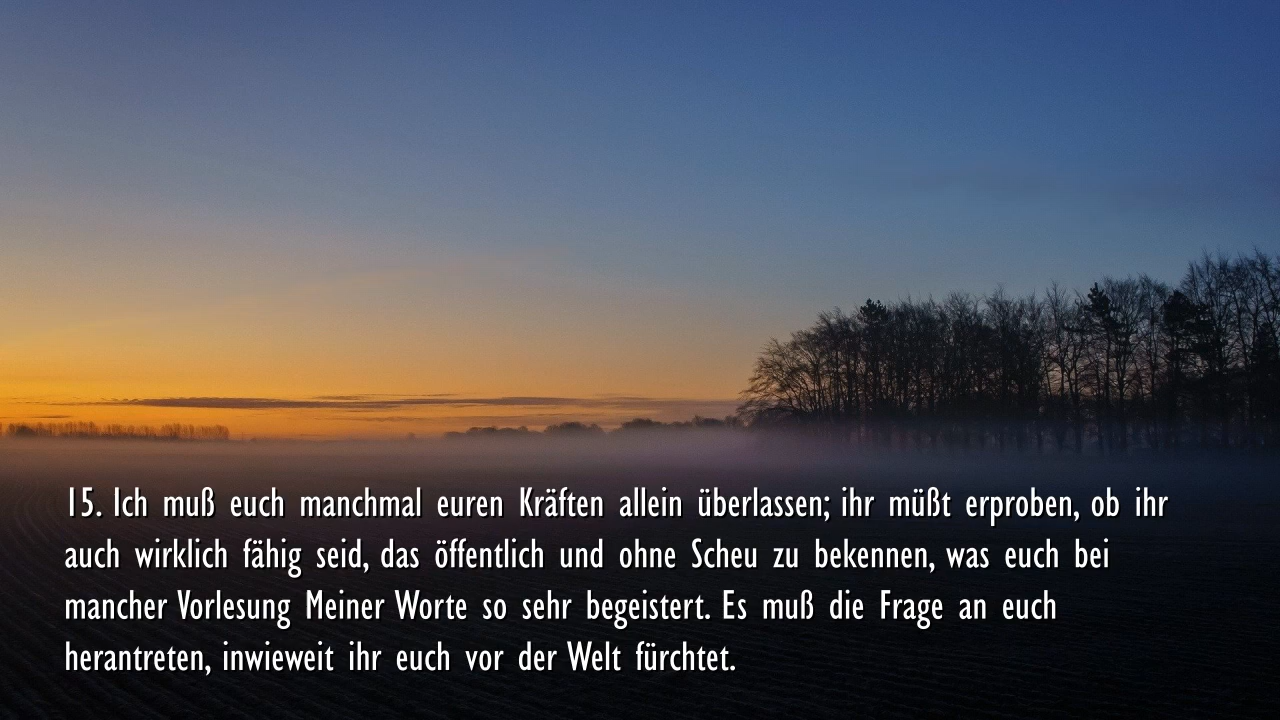 15. Ich muß euch manchmal euren Kräften allein überlassen; ihr müßt erproben, ob ihr
auch wirklich fähig seid, das öffentlich und ohne Scheu zu bekennen, was euch bei
mancher Vorlesung Meiner Worte so sehr begeistert. Es muß die Frage an euch
herantreten, inwieweit ihr euch vor der Welt fürchtet.